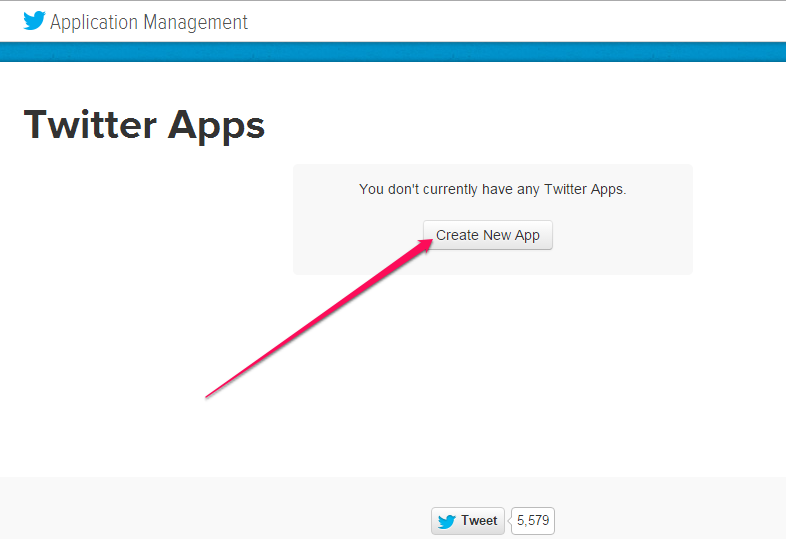 Application Management
Twitter Apps
You don't currently have any Twitter Apps.
Create New App
Tweet 5,579